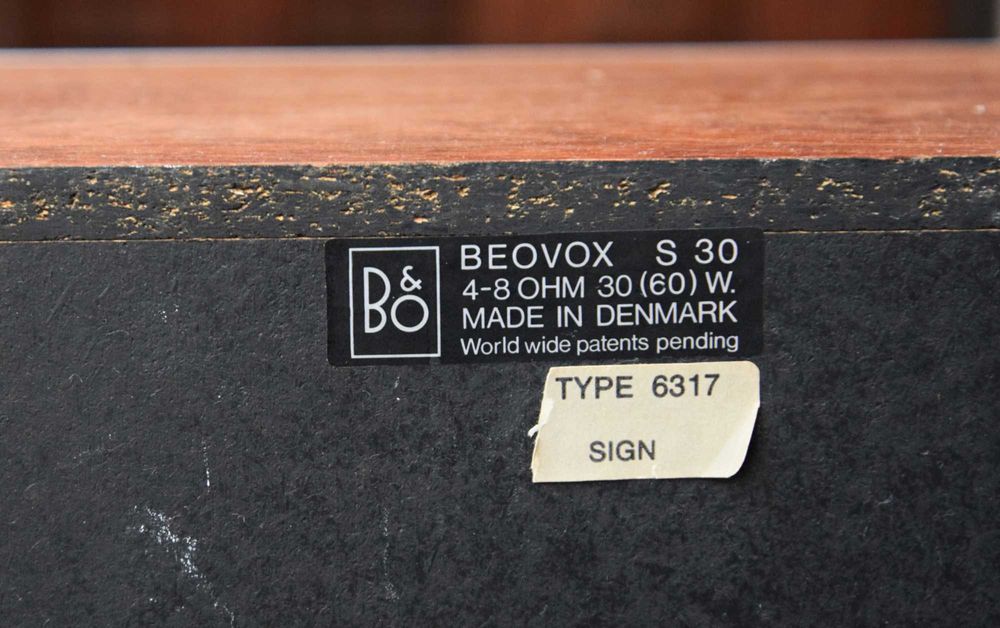 B&O
BEOVOX S 30
4-8 OHM 30 (60) W.
MADE IN DENMARK
World wide patents pending
TYPE 6317
SIGN